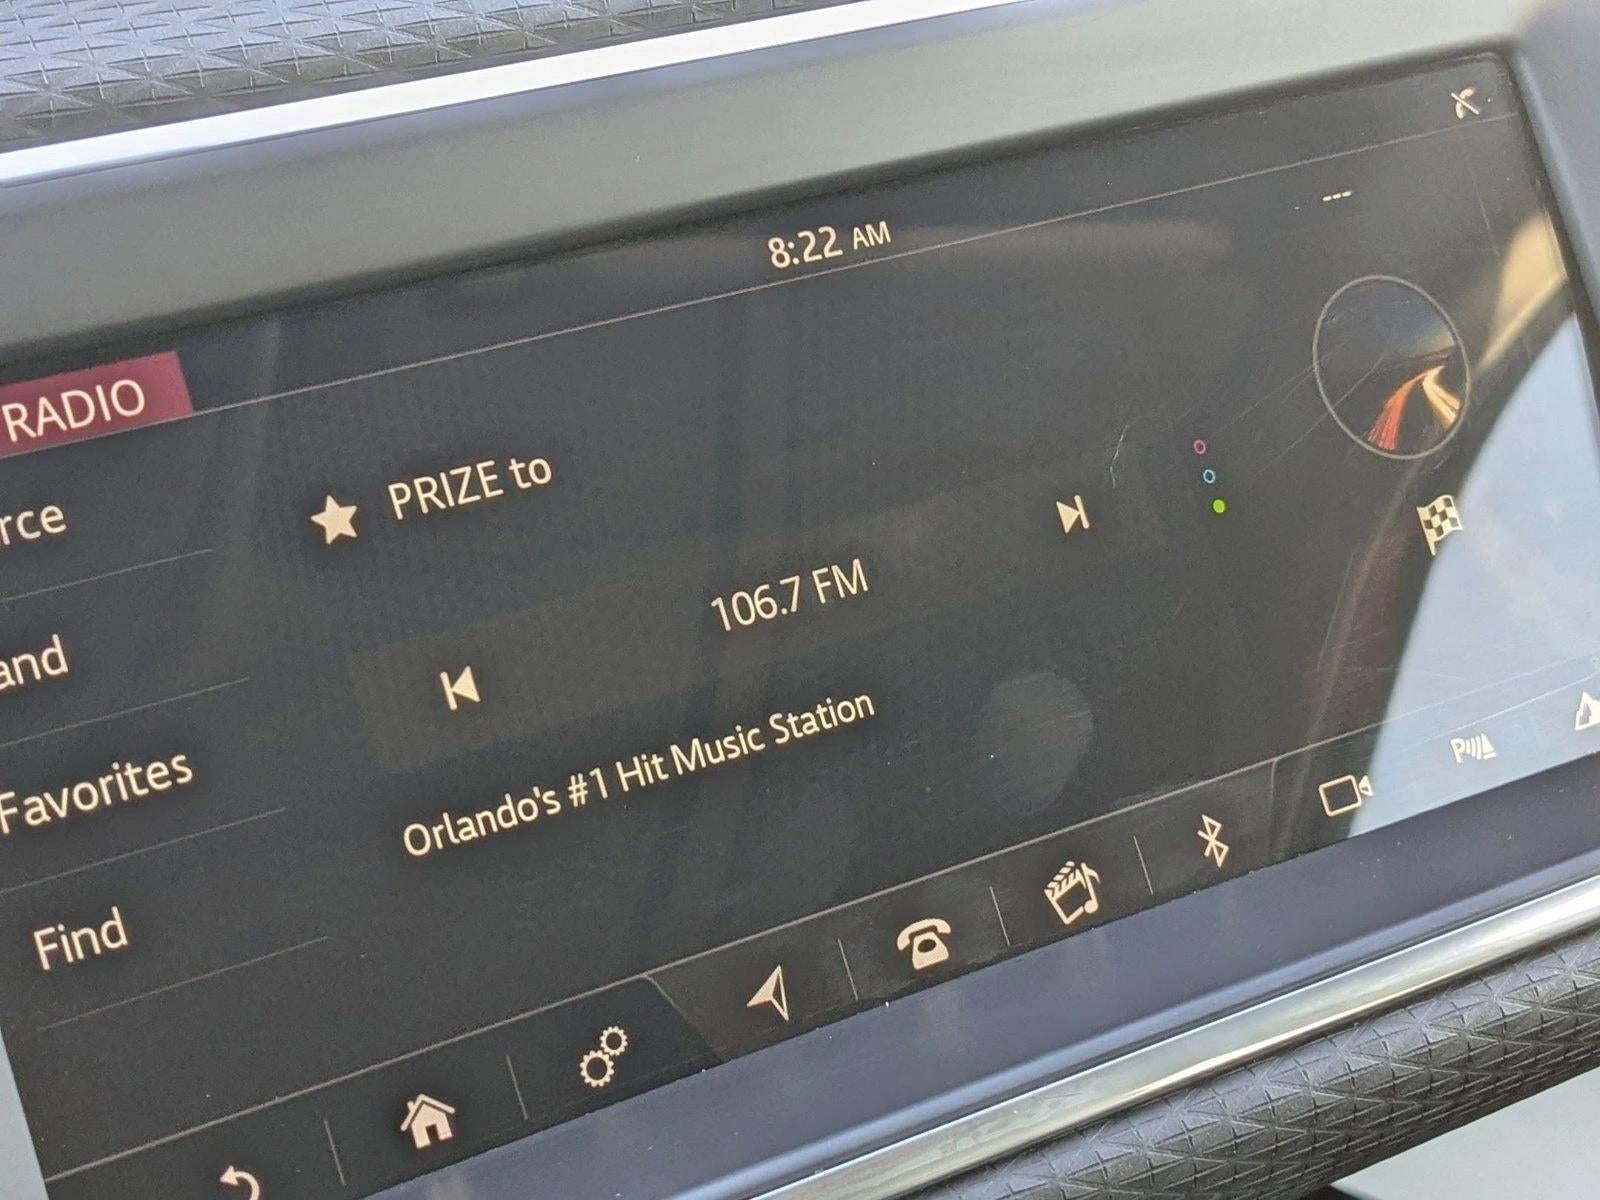 8:22 AM
---
RADIO
rce
PRIZE to
and
106.7 FM
Favorites
Orlando's #1 Hit Music Station
Find
P